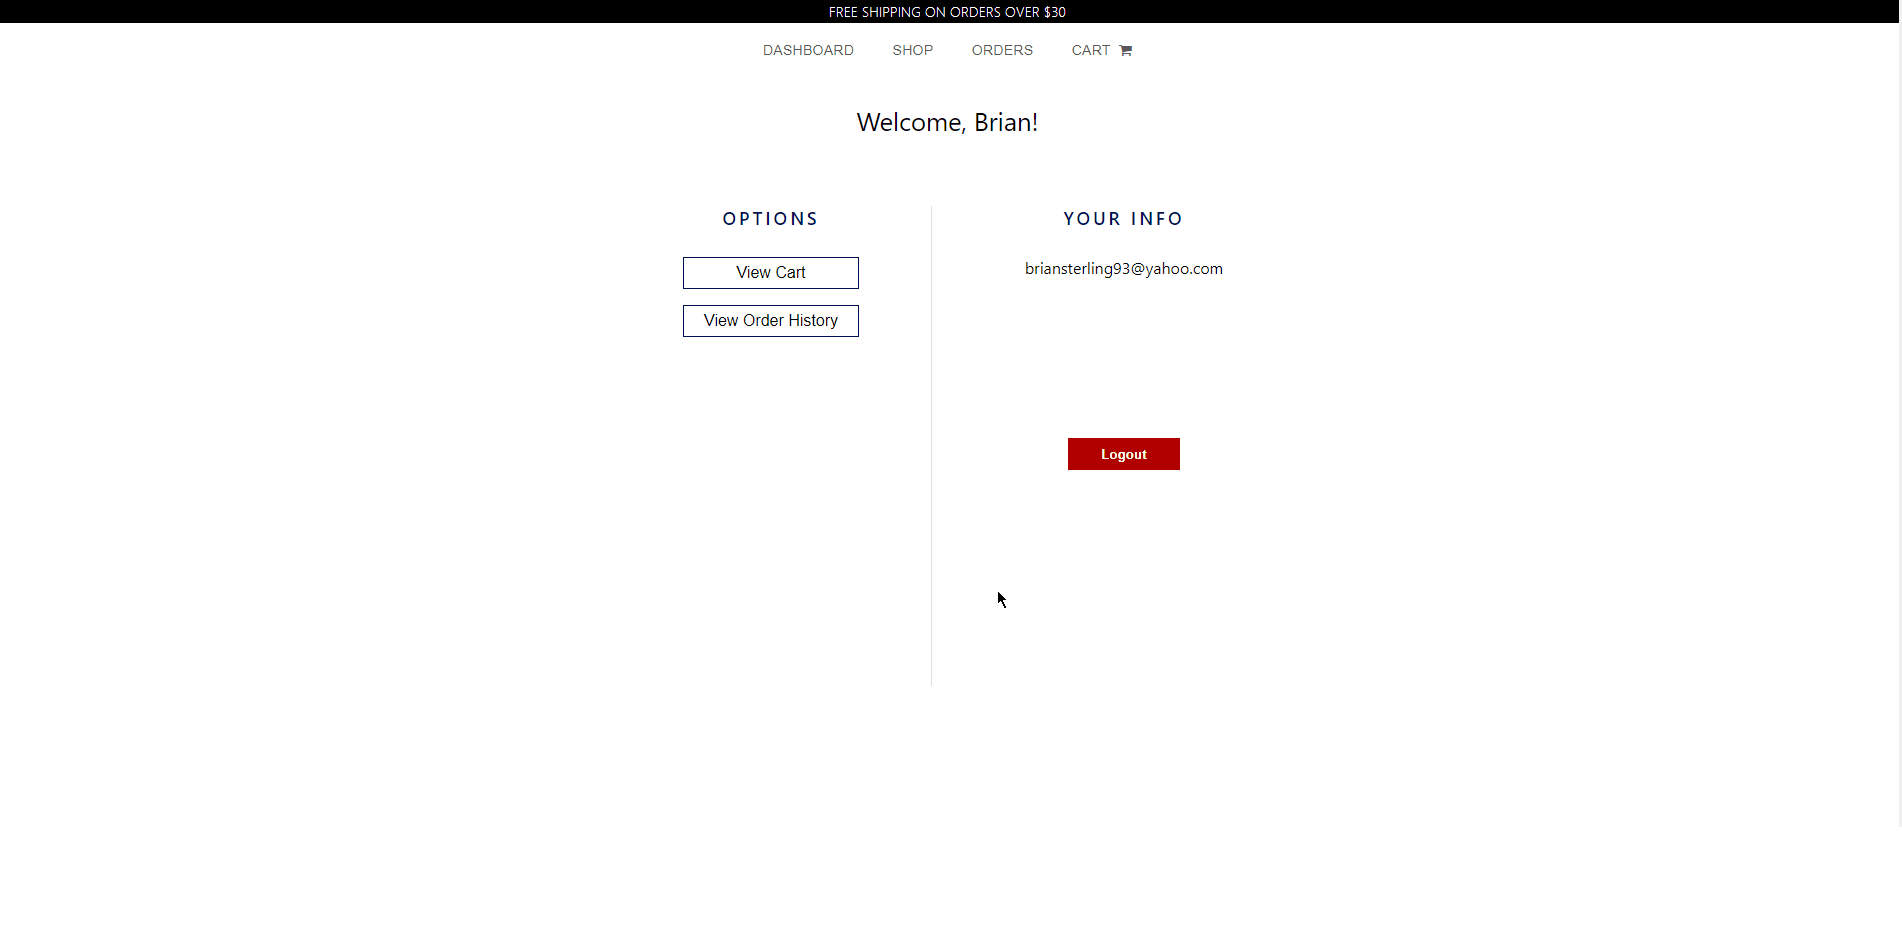 FREE SHIPPING ON ORDERS OVER $30
DASHBOARD SHOP ORDERS CART
Welcome, Brian!
OPTIONS
View Cart
View Order History
YOUR INFO
briansterling93@yahoo.com
Logout